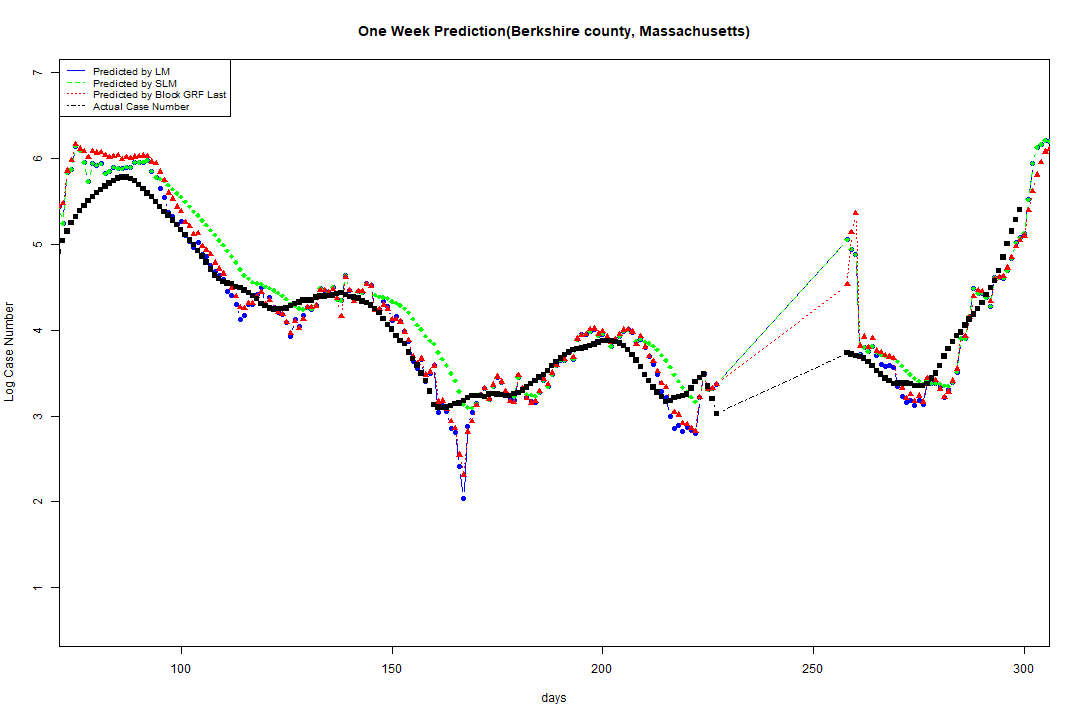 One Week Prediction(Berkshire county, Massachusetts)
Predicted by LM
Predicted by SLM
Predicted by Block GRF Last
Actual Case Number
7
6
5
4
3
2
1
Log Case Number
100 150 200 250 300
days